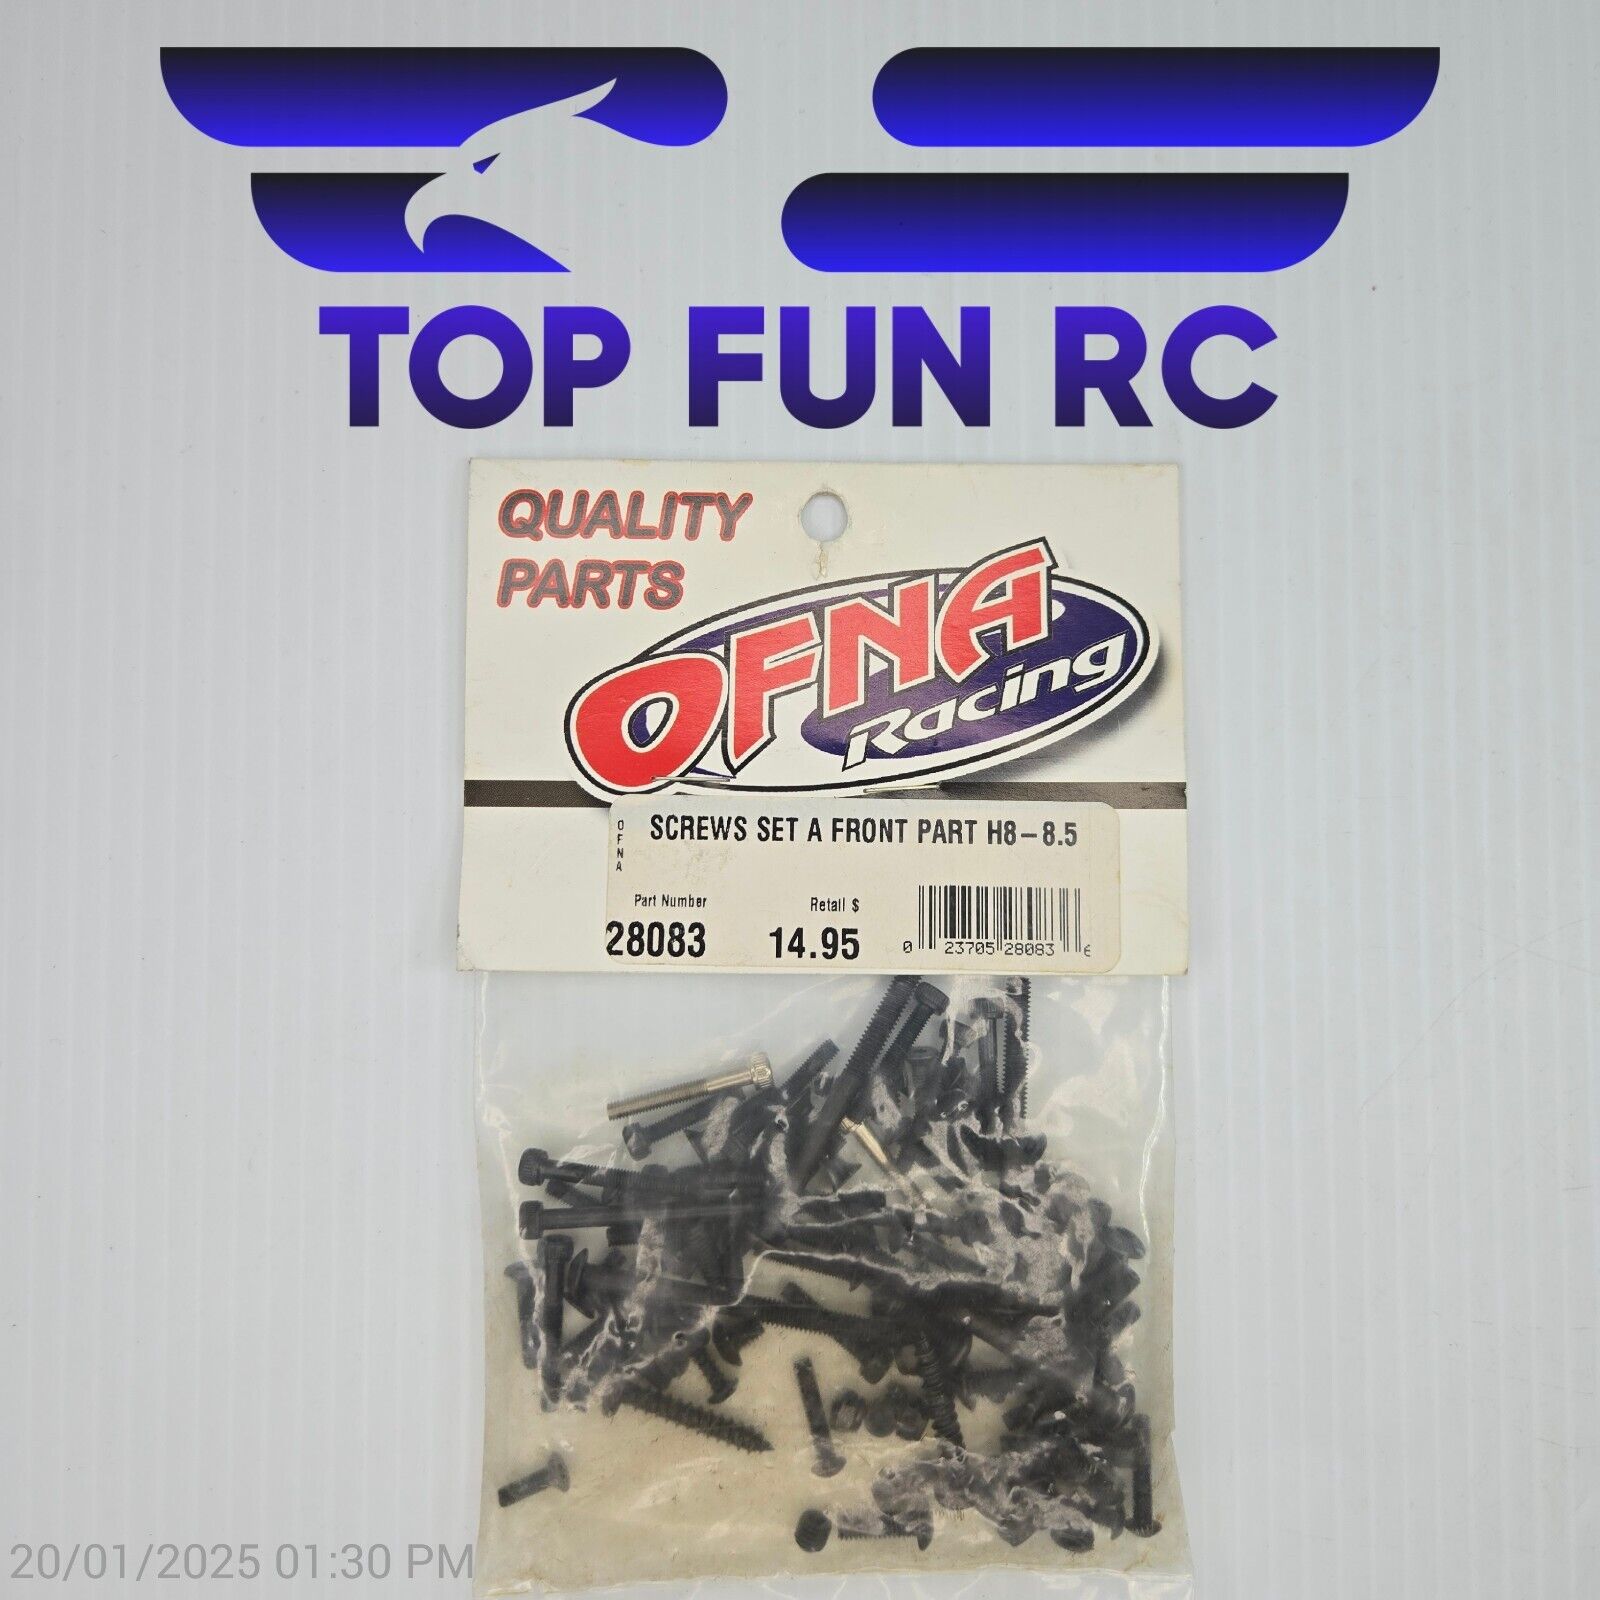 TOP FUN RC
QUALITY
PARTS
OFNA
Racing
OFNA
SCREWS SET A FRONT PART H8-8.5
Part Number
Retail $
28083
14.95
0 23705 28083 6
20/01/2025 01:30 PM